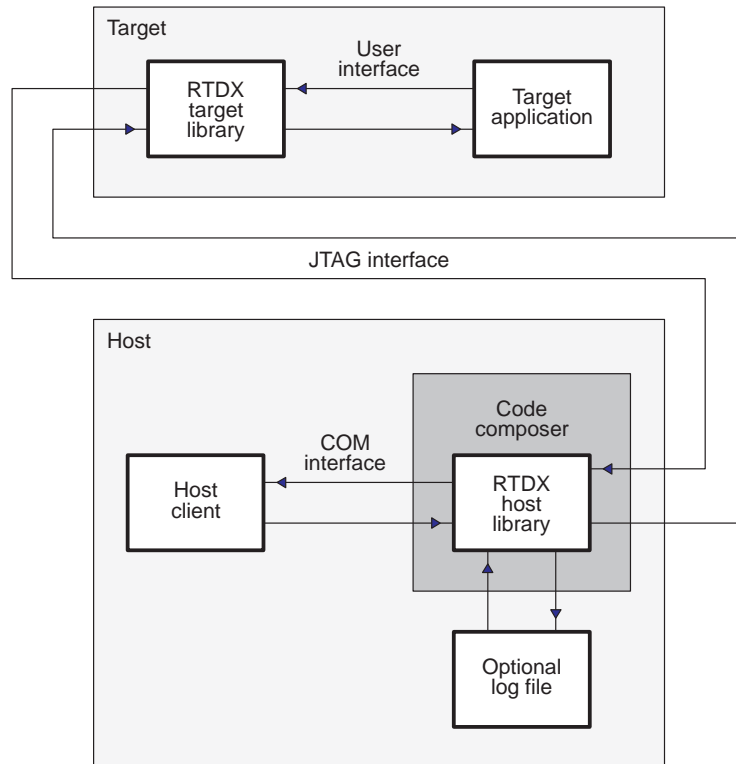 Target
User
interface
RTDX
target
library
Target
application
JTAG interface
Host
Code
composer
COM
interface
Host
client
RTDX
host
library
Optional
log file